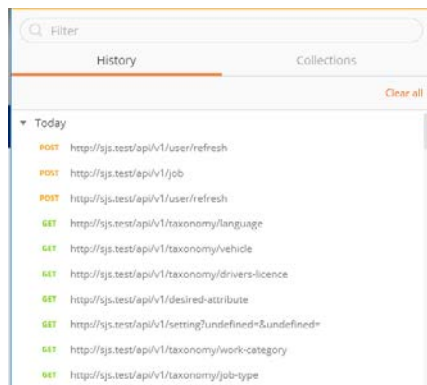 Filter
History Collections
Clear all
Today
POST http://sjs.test/api/v1/user/refresh
POST http://sjs.test/api/v1/job
POST http://sjs.test/api/v1/user/refresh
GET http://sjs.test/api/v1/taxonomy/language
GET http://sjs.test/api/v1/taxonomy/vehicle
GET http://sjs.test/api/v1/taxonomy/drivers-licence
GET http://sjs.test/api/v1/desired-attribute
GET http://sjs.test/api/v1/setting?undefined=&undefined=
GET http://sjs.test/api/v1/taxonomy/work-category
GET http://sjs.test/api/v1/taxonomy/job-type